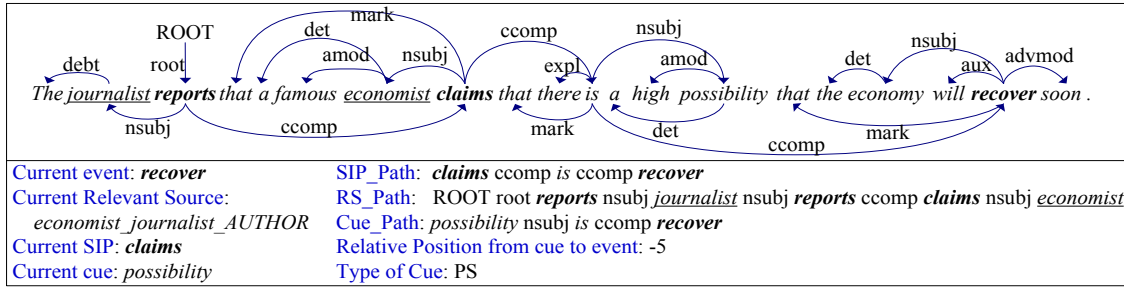 mark
ROOT det ccomp nsubj
debt root amod nsubj expl amod det nsubj aux advmod
The journalist reports that a famous economist claims that there is a high possibility that the economy will recover soon .
nsubj ccomp mark det mark
ccomp
Current event: recover
Current Relevant Source:
economist_journalist_AUTHOR
Current SIP: claims
Current cue: possibility
SIP_Path: claims ccomp is ccomp recover
RS_Path: ROOT root reports nsubj journalist nsubj reports ccomp claims nsubj economist
Cue_Path: possibility nsubj is ccomp recover
Relative Position from cue to event: -5
Type of Cue: PS